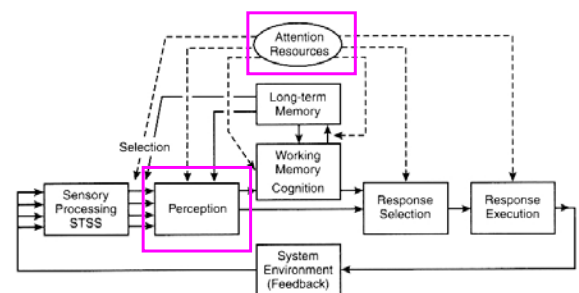 Attention
Resources
Long-term
Memory
Selection
Working
Memory
Cognition
Sensory
Processing
STSS
Perception
Response
Selection
Response
Execution
System
Environment
(Feedback)